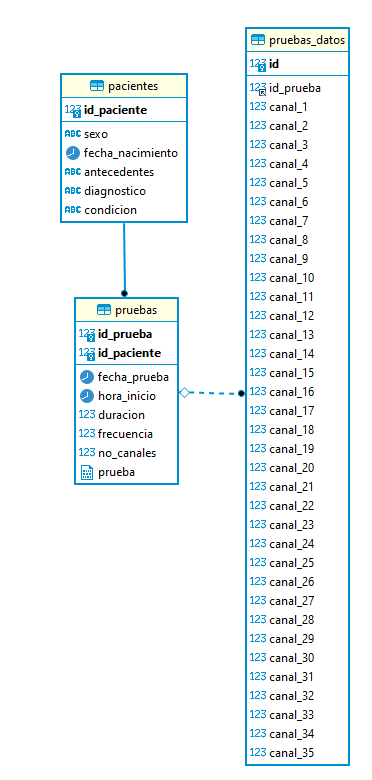 pacientes
123 id_paciente
ABC sexo
fecha_nacimiento
ABC antecedentes
ABC diagnostico
ABC condicion
pruebas
123 id_prueba
123 id_paciente
fecha_prueba
hora_inicio
123 duracion
123 frecuencia
123 no_canales
prueba
pruebas_datos
123 id
123 id_prueba
123 canal_1
123 canal_2
123 canal_3
123 canal_4
123 canal_5
123 canal_6
123 canal_7
123 canal_8
123 canal_9
123 canal_10
123 canal_11
123 canal_12
123 canal_13
123 canal_14
123 canal_15
123 canal_16
123 canal_17
123 canal_18
123 canal_19
123 canal_20
123 canal_21
123 canal_22
123 canal_23
123 canal_24
123 canal_25
123 canal_26
123 canal_27
123 canal_28
123 canal_29
123 canal_30
123 canal_31
123 canal_32
123 canal_33
123 canal_34
123 canal_35